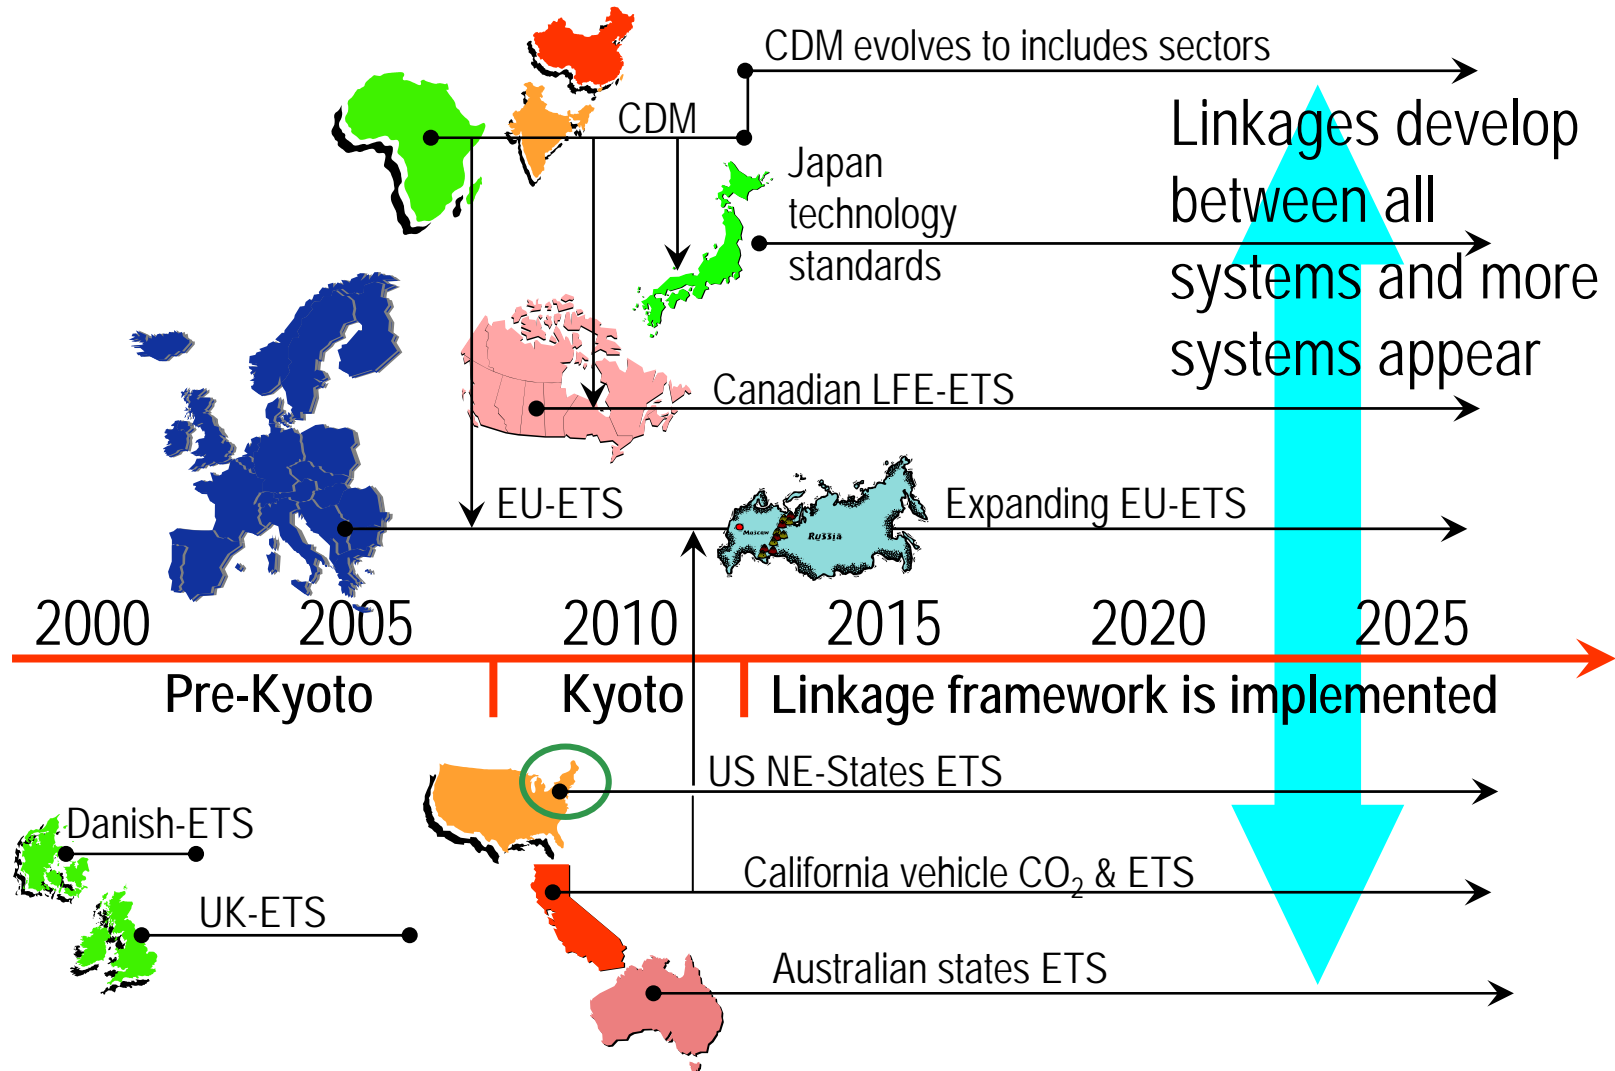 CDM evolves to includes sectors
CDM
Linkages develop
between all
systems and more
systems appear
Japan
technology
standards
Canadian LFE-ETS
EU-ETS
Expanding EU-ETS
Moscow
Russia
2000 2005 2010 2015 2020 2025
Pre-Kyoto Kyoto Linkage framework is implemented
US NE-States ETS
Danish-ETS
California vehicle CO₂ & ETS
UK-ETS
Australian states ETS